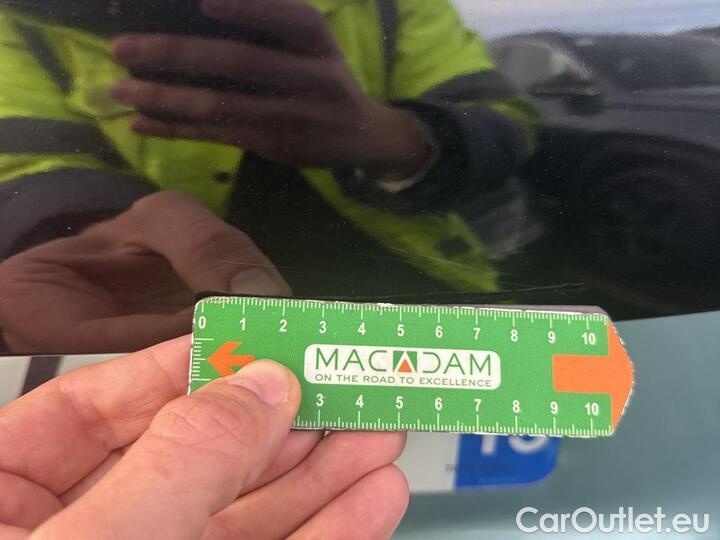 0 1 2 3 4 5 6 7 8 9 10
MACADAM
ON THE ROAD TO EXCELLENCE
3 4 5 6 7 8 9 10
CarOutlet.eu